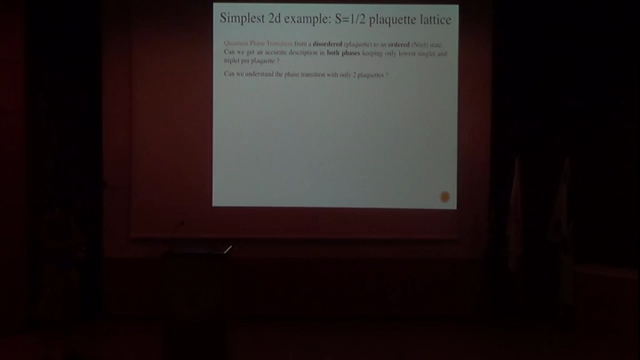 Simplest 2d example: S=1/2 plaquette lattice
Quantum Phase Transition from a disordered (plaquette) to an ordered (Néel) state.
Can we get an accurate description in both phases keeping only lowest singlet and
triplet per plaquette ?
Can we understand the phase transition with only 2 plaquettes ?